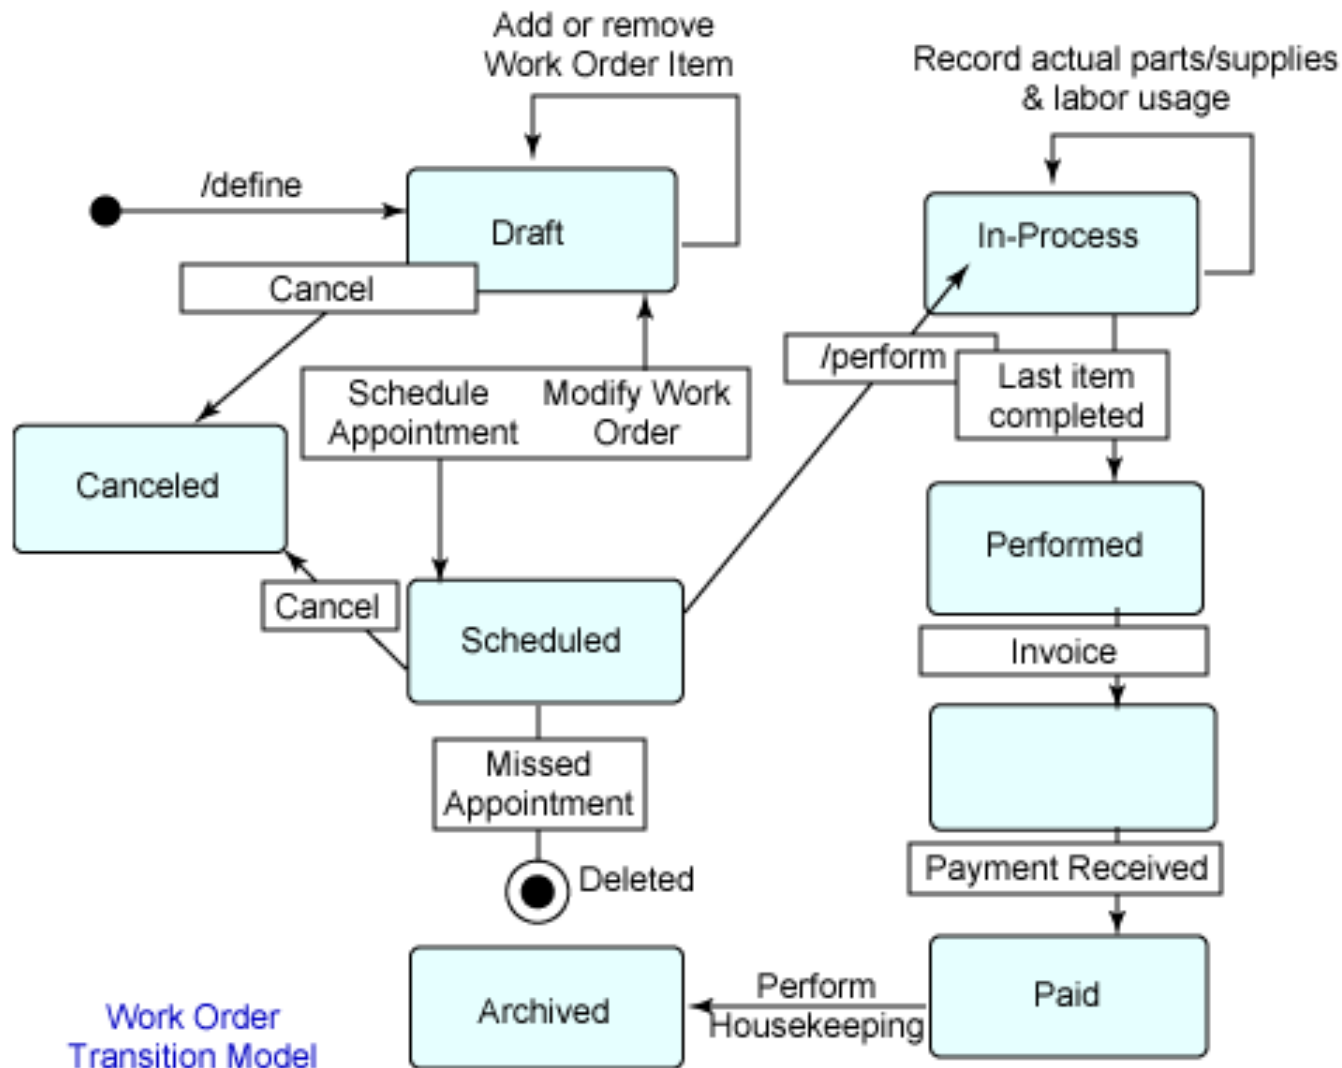 Add or remove
Work Order Item
Record actual parts/supplies
& labor usage
/define
Draft
In-Process
Cancel
/perform
Schedule
Appointment
Modify Work
Order
Last item
completed
Canceled
Performed
Cancel
Scheduled
Invoice
Missed
Appointment
Payment Received
Deleted
Archived
Perform
Housekeeping
Paid
Work Order
Transition Model